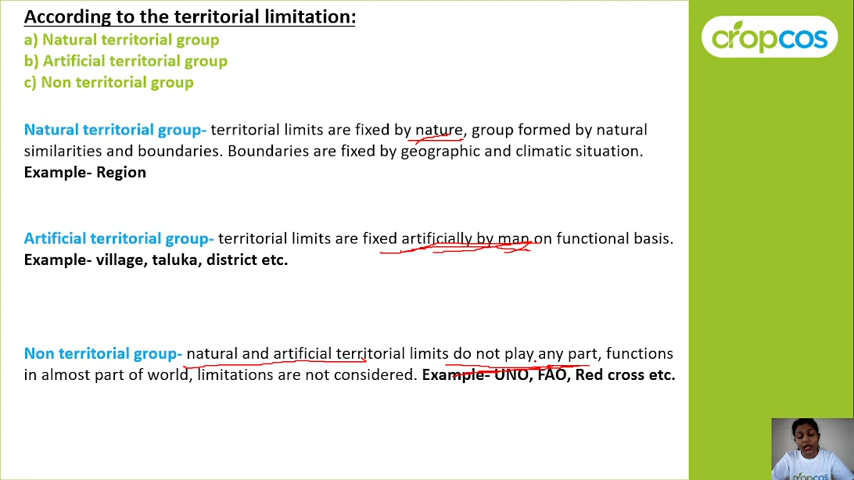 According to the territorial limitation:
a) Natural territorial group
b) Artificial territorial group
c) Non territorial group
cropcos
Natural territorial group- territorial limits are fixed by nature, group formed by natural
similarities and boundaries. Boundaries are fixed by geographic and climatic situation.
Example- Region
Artificial territorial group- territorial limits are fixed artificially by man on functional basis.
Example- village, taluka, district etc.
Non territorial group- natural and artificial territorial limits do not play any part, functions
in almost part of world, limitations are not considered. Example- UNO, FAO, Red cross etc.
cropcos